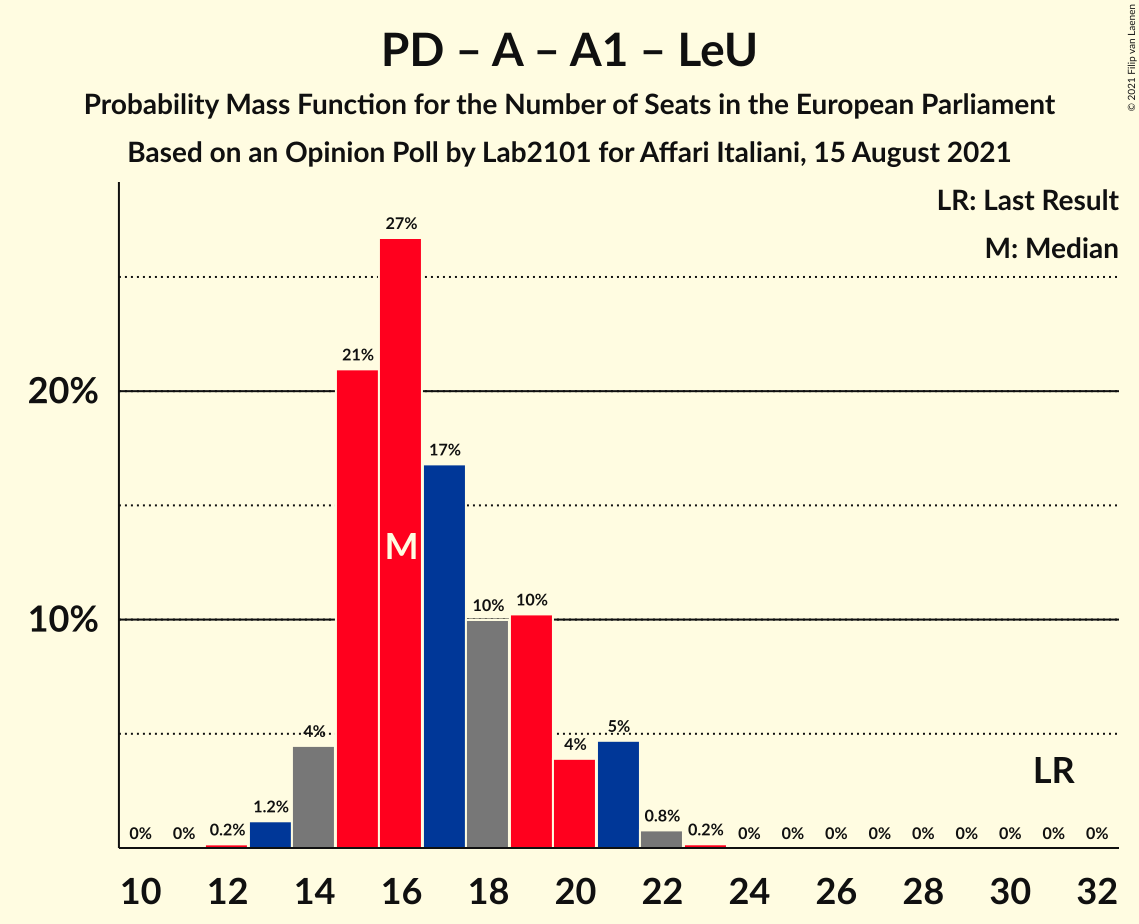 PD – A – A1 – LeU
Probability Mass Function for the Number of Seats in the European Parliament
Based on an Opinion Poll by Lab2101 for Affari Italiani, 15 August 2021
© 2021 Filip van Laenen
LR: Last Result
M: Median
27%
21%
20%
17%
M
10% 10%
10%
4% 4% 5%
LR
0% 0% 0.2% 1.2% 0.8% 0.2% 0% 0% 0% 0% 0% 0% 0% 0% 0%
10 12 14 16 18 20 22 24 26 28 30 32